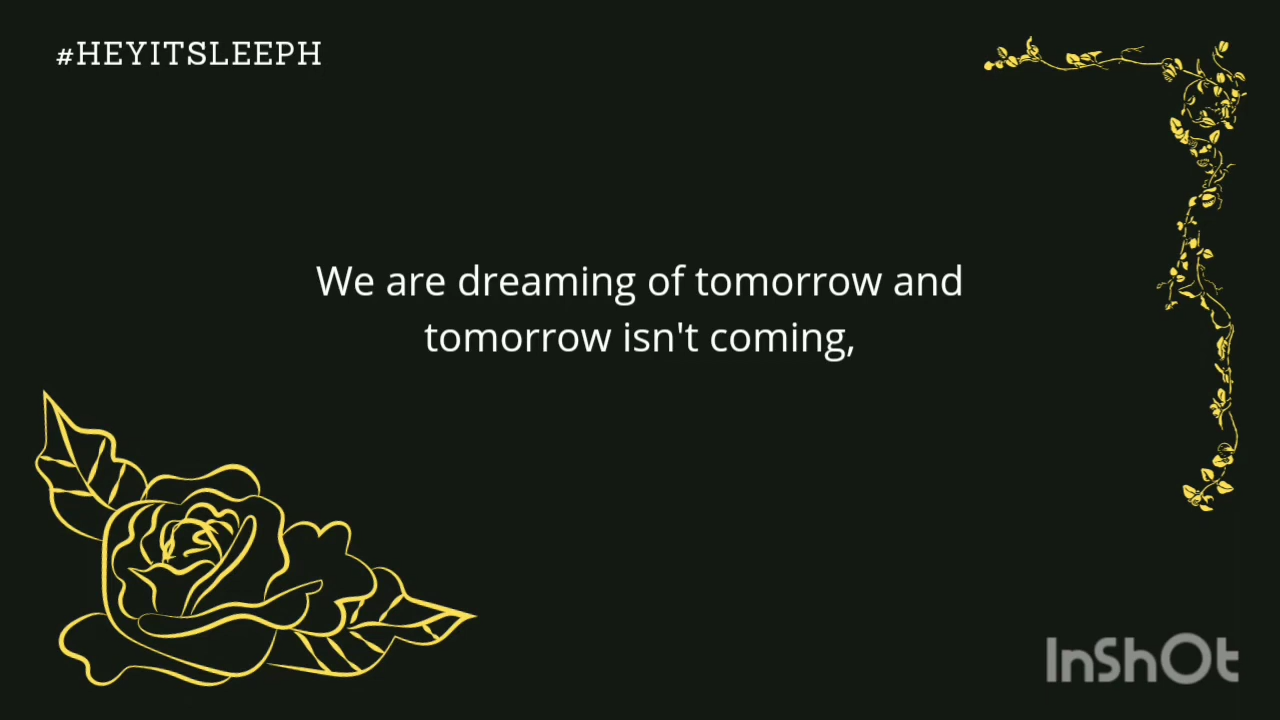 #HEYITSLEEPH
We are dreaming of tomorrow and
tomorrow isn't coming,
InShOt